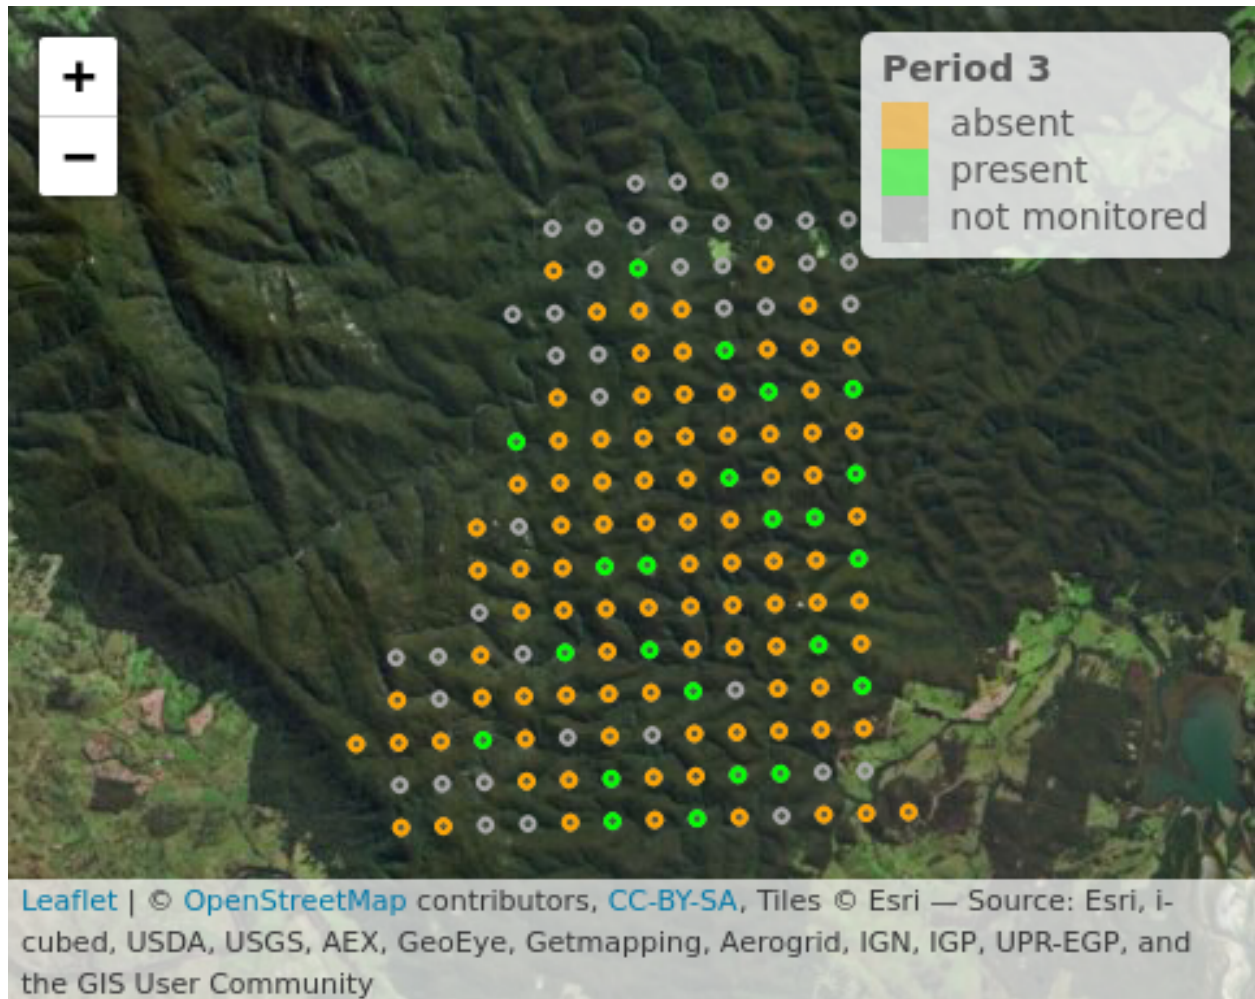 +
−
Period 3
absent
present
not monitored
Leaflet | © OpenStreetMap contributors, CC-BY-SA, Tiles © Esri — Source: Esri, i-
cubed, USDA, USGS, AEX, GeoEye, Getmapping, Aerogrid, IGN, IGP, UPR-EGP, and
the GIS User Community